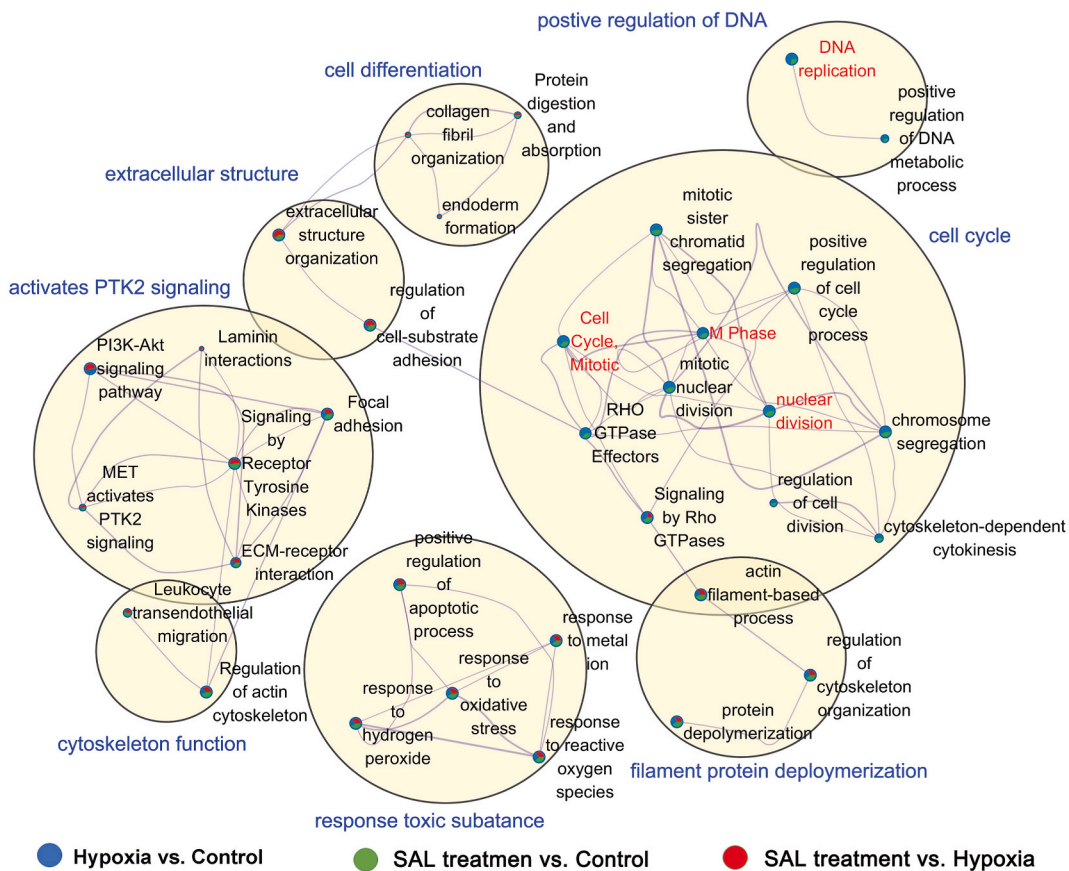 postive regulation of DNA
DNA
replication
positive
regulation
of DNA
metabolic
process
cell differentiation
Protein
digestion
and
absorption
collagen
fibril
organization
endoderm
formation
extracellular structure
extracellular
structure
organization
regulation
of
cell-substrate
adhesion
cell cycle
mitotic
sister
chromatid
segregation
positive
regulation
of cell
cycle
process
Cell
Cycle,
Mitotic
M Phase
mitotic
nuclear
division
nuclear
division
RHO
GTPase
Effectors
chromosome
segregation
Signaling
by Rho
GTPases
regulation
of cell
division
cytoskeleton-dependent
cytokinesis
activates PTK2 signaling
PI3K-Akt
signaling
pathway
Laminin
interactions
Focal
adhesion
Signaling
by
Receptor
Tyrosine
Kinases
MET
activates
PTK2
signaling
ECM-receptor
interaction
Leukocyte
transendothelial
migration
Regulation
of actin
cytoskeleton
cytoskeleton function
positive
regulation
of
apoptotic
process
response
to metal
ion
response
to
oxidative
stress
response
to
hydrogen
peroxide
response
to reactive
oxygen
species
response toxic subatance
actin
filament-based
process
regulation
of
cytoskeleton
organization
protein
depolymerization
filament protein deploymerization
Hypoxia vs. Control
SAL treatmen vs. Control
SAL treatment vs. Hypoxia